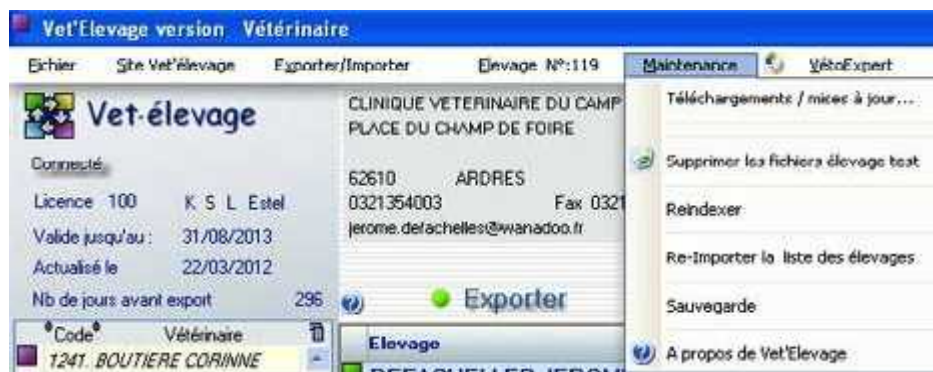 Vet'Elevage version Vétérinaire
Fichier Site Vet'élevage Exporter/Importer Elevage N°:119 Maintenance VétoExpert
Vet-élevage
Connecté
Licence 100 K S L Estel
Valide jusqu'au : 31/08/2013
Actualisé le 22/03/2012
Nb de jours avant export 296
Code Vétérinaire
1241. BOUTIERE CORINNE
CLINIQUE VETERINAIRE DU CAMP
PLACE DU CHAMP DE FOIRE
62610 ARDRES
0321354003 Fax 0321
jerome.defachelles@wanadoo.fr
Exporter
Elevage
Téléchargements / mises à jour...
Supprimer les fichiers élevage test
Reindexer
Re-Importer la liste des élevages
Sauvegarde
A propos de Vet'Elevage